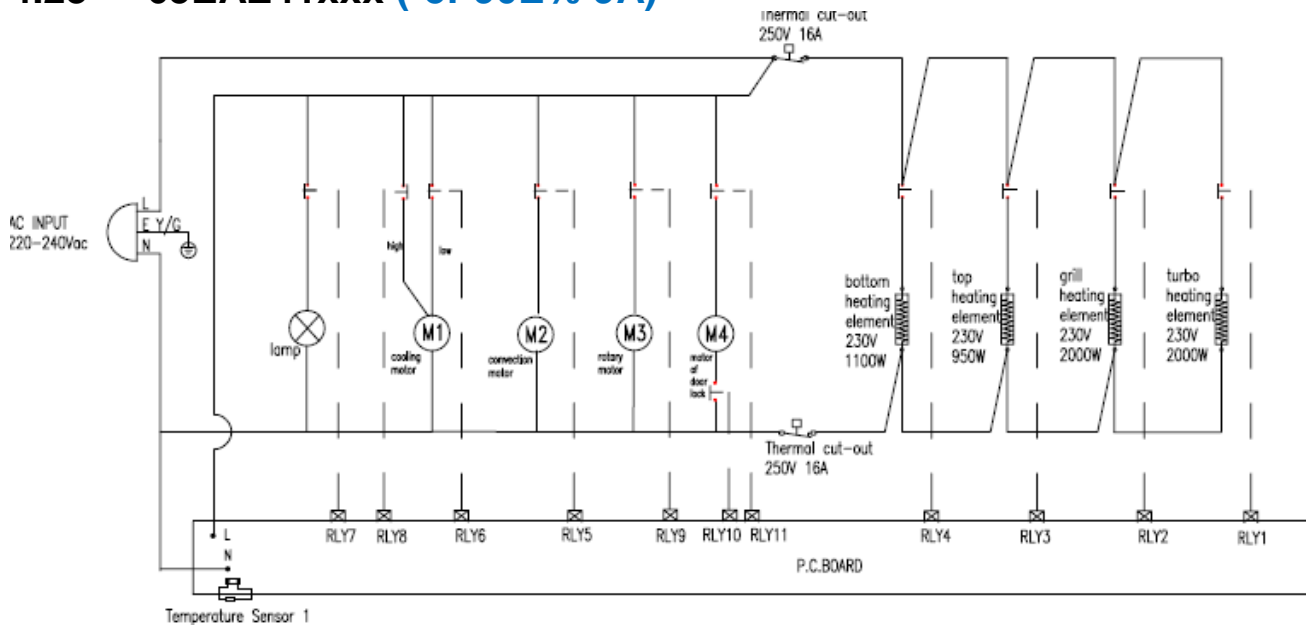 Thermal cut-out
250V 16A
L
AC INPUT
E Y/G
220-240Vac
N
high
low
bottom
heating
element
230V
1100W
top
heating
element
230V
950W
grill
heating
element
230V
2000W
turbo
heating
element
230V
2000W
lamp
M1
M2
M3
M4
cooling
motor
convection
motor
rotary
motor
motor
of
door
lock
Thermal cut-out
250V 16A
L
N
RLY7
RLY8
RLY6
RLY5
RLY9
RLY10
RLY11
RLY4
RLY3
RLY2
RLY1
P.C.BOARD
Temperature Sensor 1